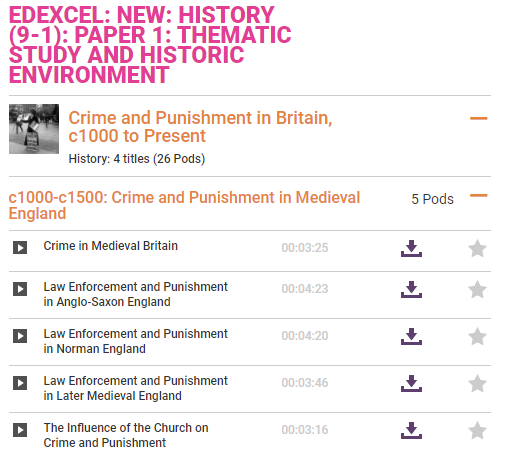 EDEXCEL: NEW: HISTORY
(9-1): PAPER 1: THEMATIC
STUDY AND HISTORIC
ENVIRONMENT
Crime and Punishment in Britain,
c1000 to Present
History: 4 titles (26 Pods)
c1000-c1500: Crime and Punishment in Medieval
England
5 Pods
Crime in Medieval Britain
00:03:25
Law Enforcement and Punishment
in Anglo-Saxon England
00:04:23
Law Enforcement and Punishment
in Norman England
00:04:20
Law Enforcement and Punishment
in Later Medieval England
00:03:46
The Influence of the Church on
Crime and Punishment
00:03:16